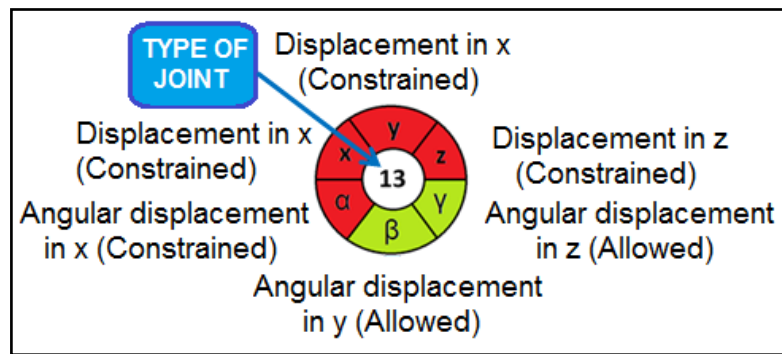 TYPE OF
JOINT
Displacement in x
(Constrained)
Displacement in x
(Constrained)
Displacement in z
(Constrained)
Angular displacement
in x (Constrained)
Angular displacement
in z (Allowed)
Angular displacement
in y (Allowed)
x
y
z
13
α
β
γ